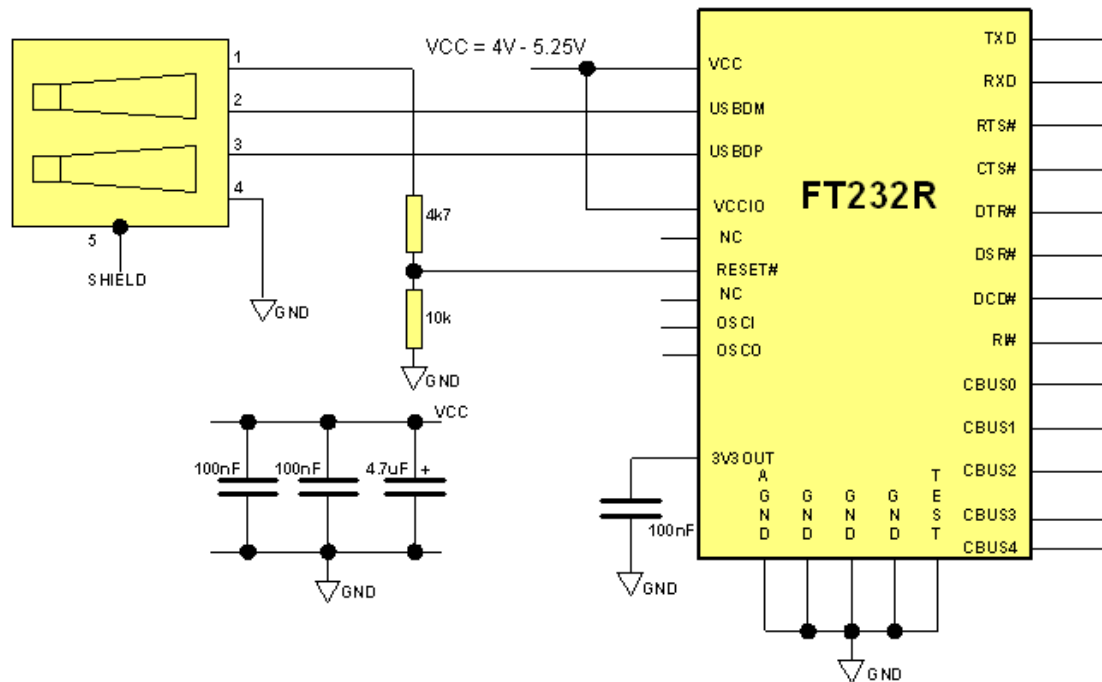 1
2
3
4
5
SHIELD
GND
VCC = 4V - 5.25V
4k7
10k
GND
VCC
100nF
100nF
4.7uF +
GND
FT232R
VCC
USBDM
USBDP
VCCIO
NC
RESET#
NC
OSCI
OSCO
3V3OUT
100nF
GND
AGND
GND
GND
GND
TEST
GND
TXD
RXD
RTS#
CTS#
DTR#
DSR#
DCD#
RI#
CBUS0
CBUS1
CBUS2
CBUS3
CBUS4